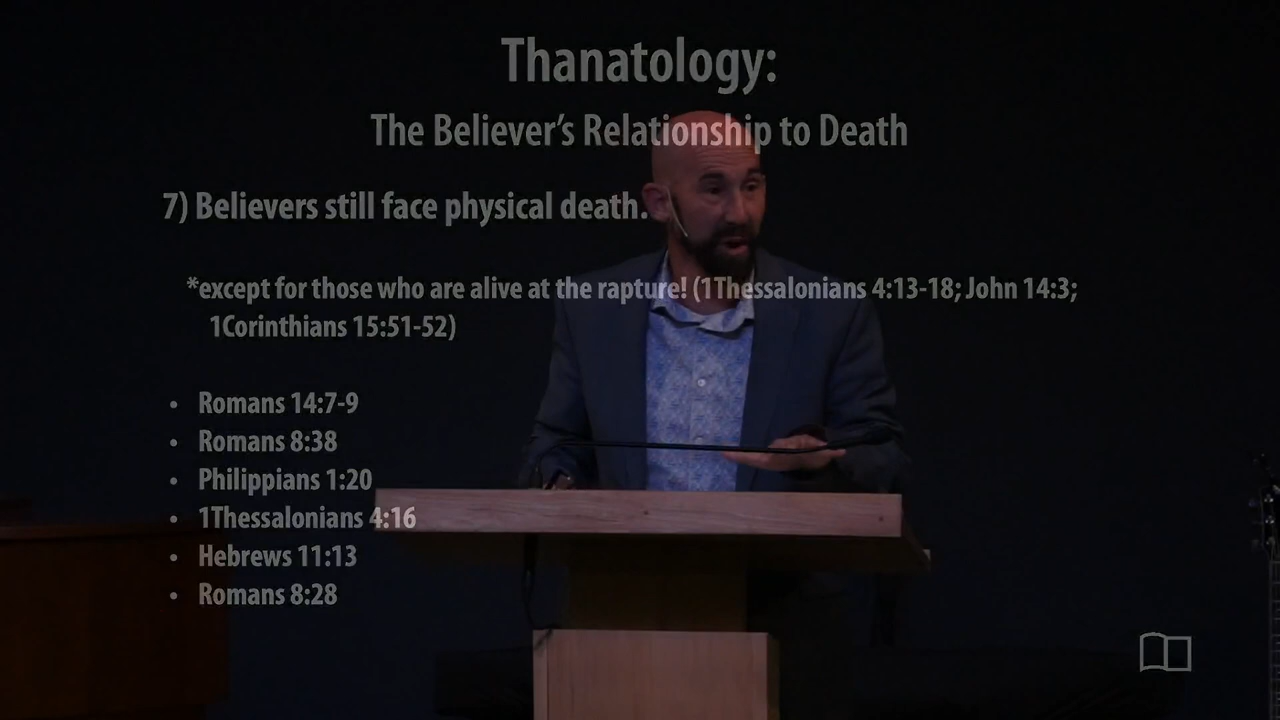 Thanatology:
The Believer's Relationship to Death
7) Believers still face physical death.
*except for those who are alive at the rapture! (1Thessalonians 4:13-18; John 14:3;
1Corinthians 15:51-52)
• Romans 14:7-9
• Romans 8:38
• Philippians 1:20
• 1Thessalonians 4:16
• Hebrews 11:13
• Romans 8:28